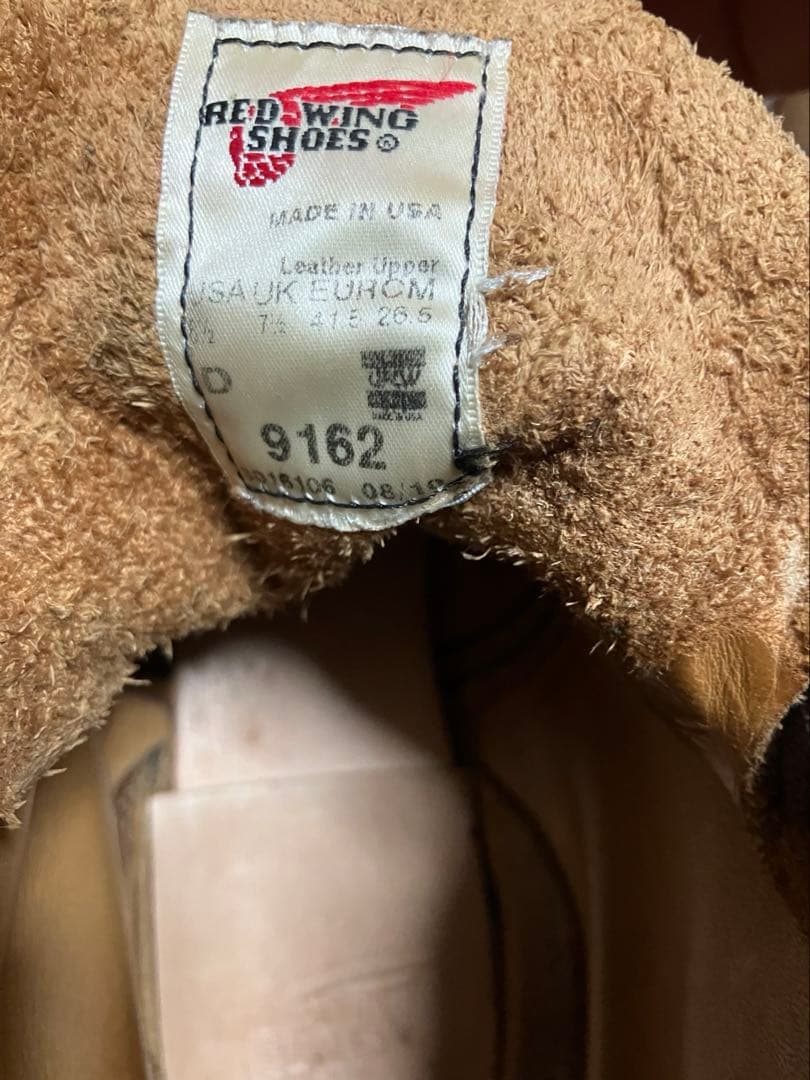 RED WING
SHOES®
MADE IN USA
Leather Upper
USA UK EUR CM
7½ 41.5 26.5
D
9162